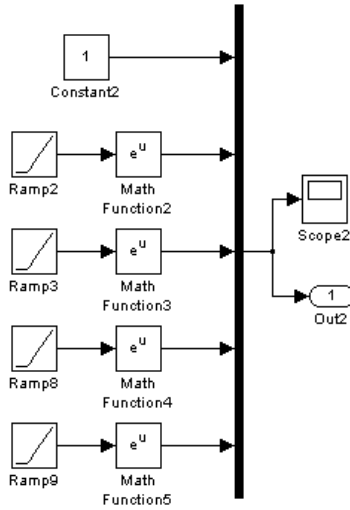 1
Constant2
e^u
Ramp2
Math
Function2
e^u
Ramp3
Math
Function3
e^u
Ramp8
Math
Function4
e^u
Ramp9
Math
Function5
Scope2
1
Out2